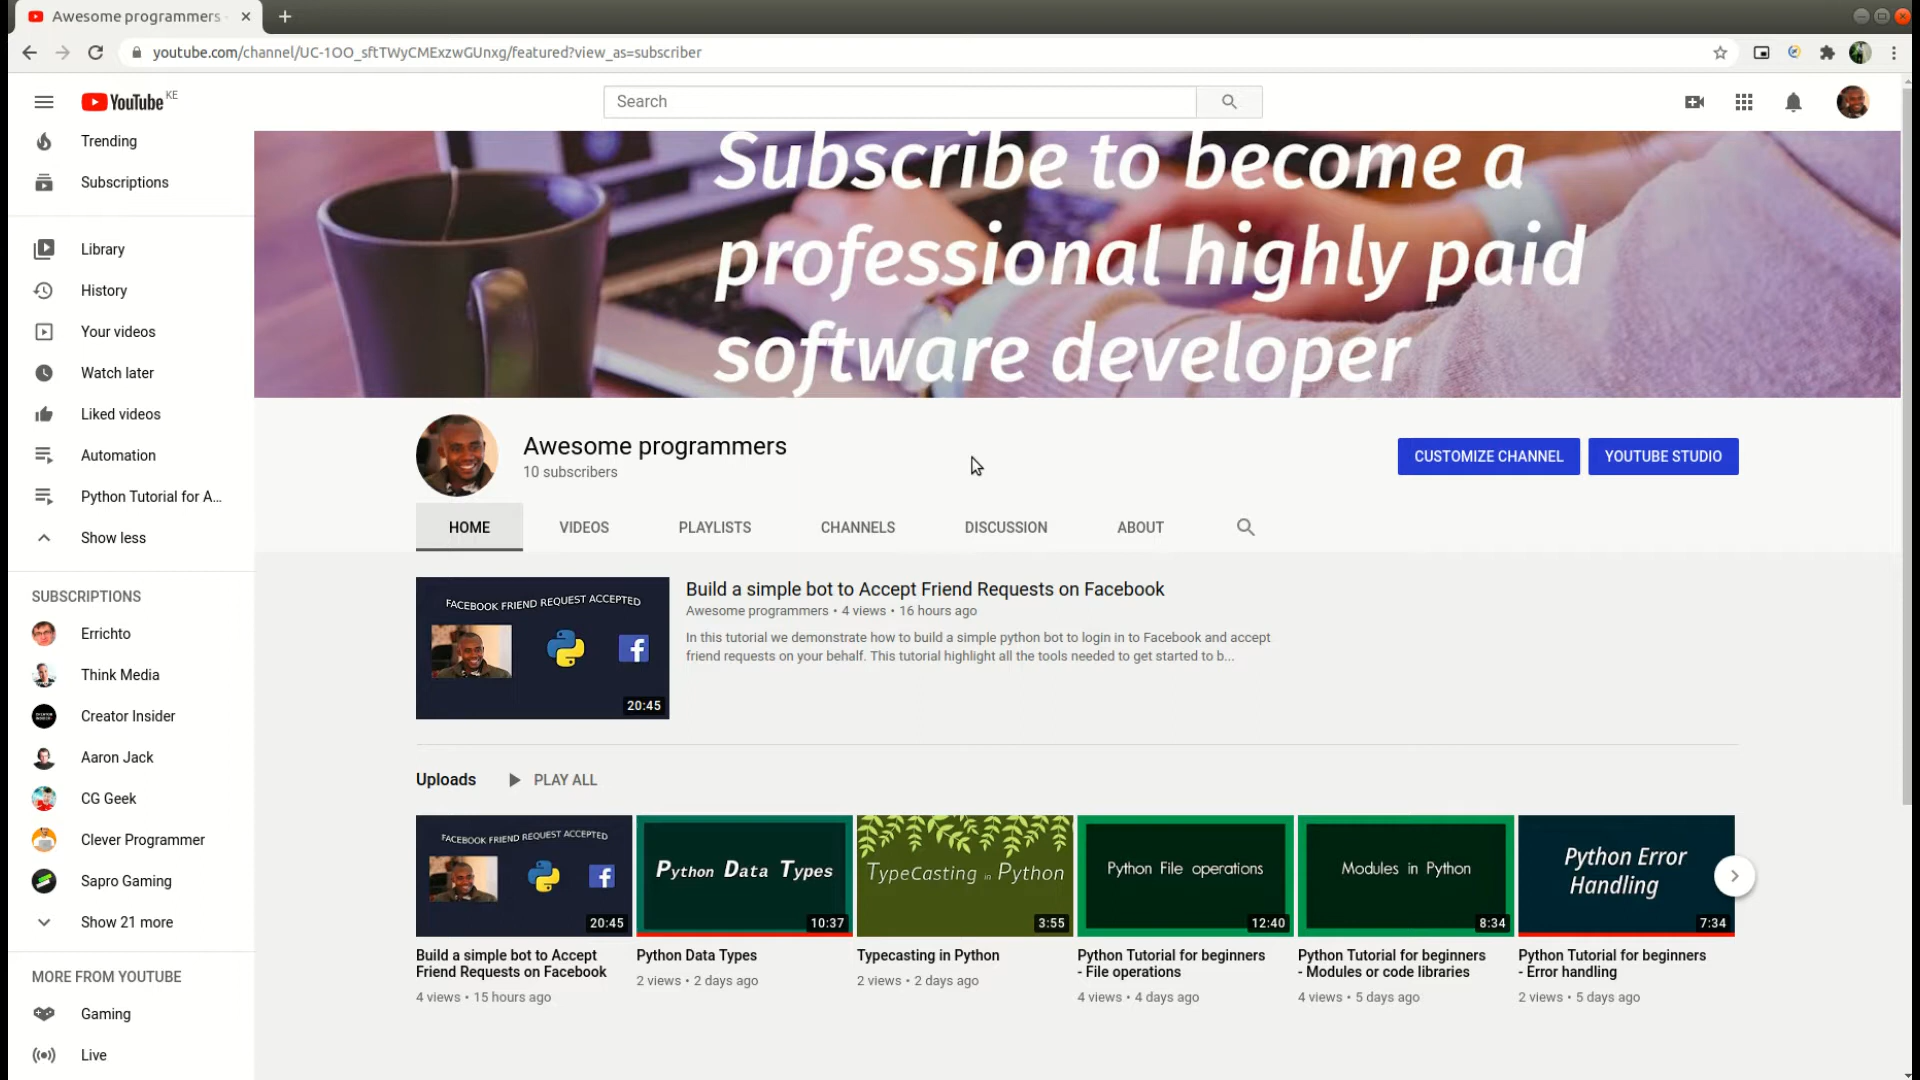 Awesome programmers
youtube.com/channel/UC-1OO_sftTWyCMExzwGUnxg/featured?view_as=subscriber
YouTube KE
Search
Trending
Subscriptions
Library
History
Your videos
Watch later
Liked videos
Automation
Python Tutorial for A...
Show less
SUBSCRIPTIONS
Errichto
Think Media
Creator Insider
Aaron Jack
CG Geek
Clever Programmer
Sapro Gaming
Show 21 more
MORE FROM YOUTUBE
Gaming
Live
Subscribe to become a
professional highly paid
software developer
Awesome programmers
10 subscribers
CUSTOMIZE CHANNEL
YOUTUBE STUDIO
HOME VIDEOS PLAYLISTS CHANNELS DISCUSSION ABOUT
FACEBOOK FRIEND REQUEST ACCEPTED
20:45
Build a simple bot to Accept Friend Requests on Facebook
Awesome programmers • 4 views • 16 hours ago
In this tutorial we demonstrate how to build a simple python bot to login in to Facebook and accept
friend requests on your behalf. This tutorial highlight all the tools needed to get started to b...
Uploads PLAY ALL
FACEBOOK FRIEND REQUEST ACCEPTED
20:45
Build a simple bot to Accept
Friend Requests on Facebook
4 views • 15 hours ago
Python Data Types
10:37
Python Data Types
2 views • 2 days ago
TypeCasting in Python
3:55
Typecasting in Python
2 views • 2 days ago
Python File operations
12:40
Python Tutorial for beginners
- File operations
4 views • 4 days ago
Modules in Python
8:34
Python Tutorial for beginners
- Modules or code libraries
4 views • 5 days ago
Python Error
Handling
7:34
Python Tutorial for beginners
- Error handling
2 views • 5 days ago